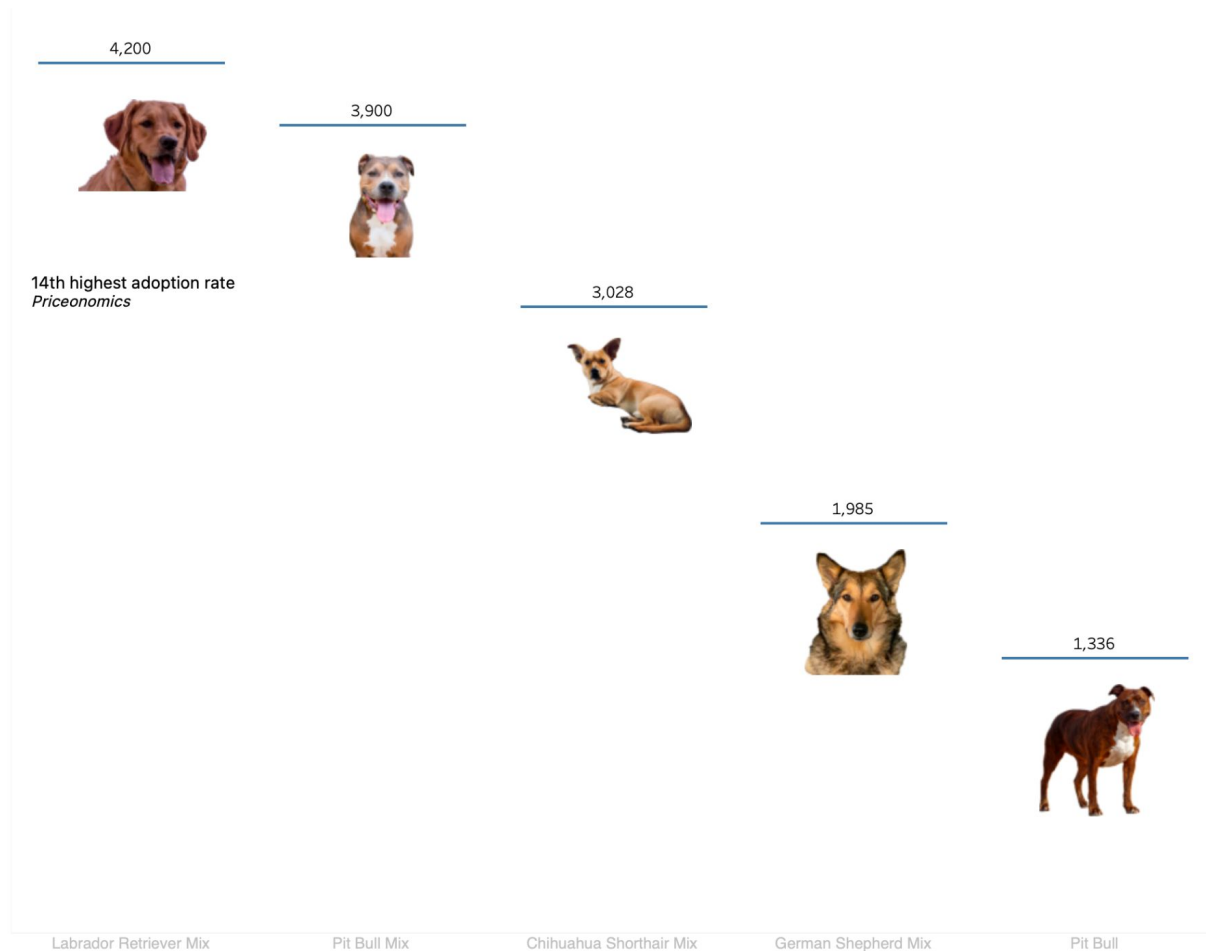 4,200
3,900
14th highest adoption rate
Priceonomics
3,028
1,985
1,336
Labrador Retriever Mix
Pit Bull Mix
Chihuahua Shorthair Mix
German Shepherd Mix
Pit Bull